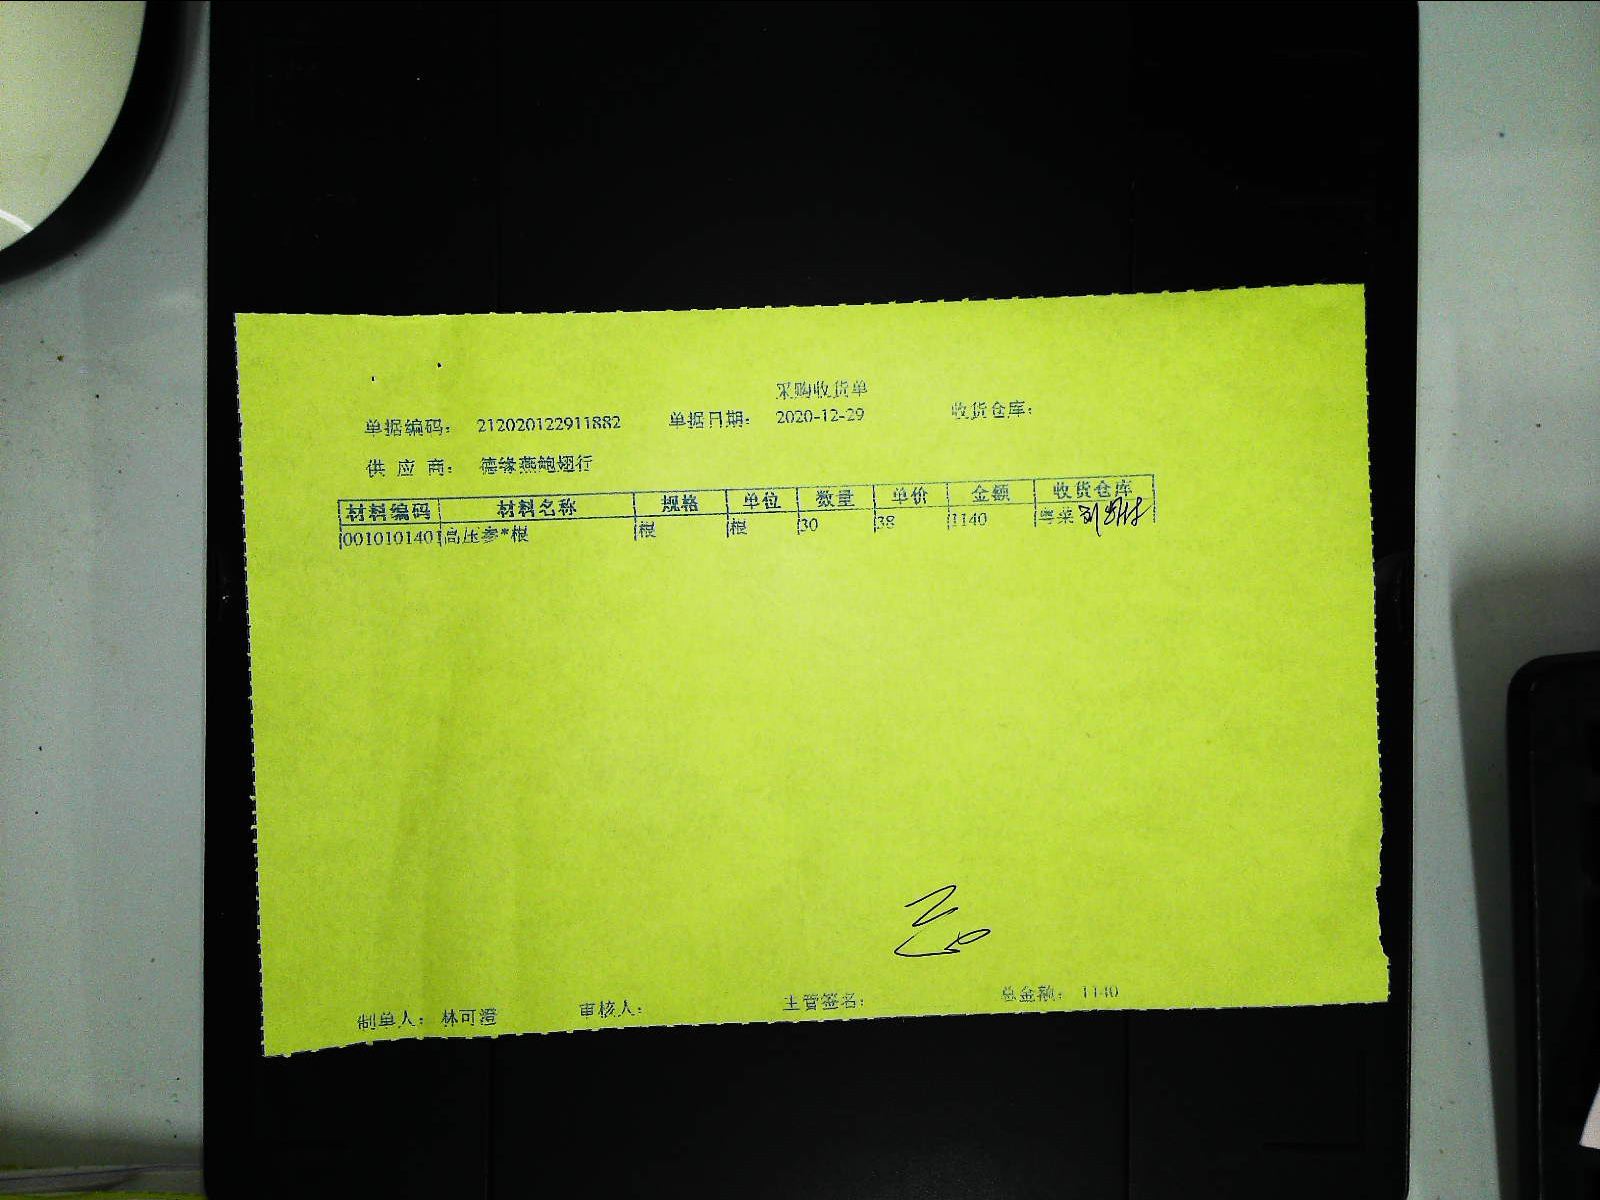 采购收货单
单据编码： 212020122911882 单据日期： 2020-12-29 收货仓库：
供 应 商： 德缘燕鲍翅行
材料编码 材料名称 规格 单位 数量 单价 金额 收货仓库
0010101401 高压参*根 根 根 30 38 1140 粤菜
制单人： 林可澄 审核人： 主管签名： 总金额： 1140